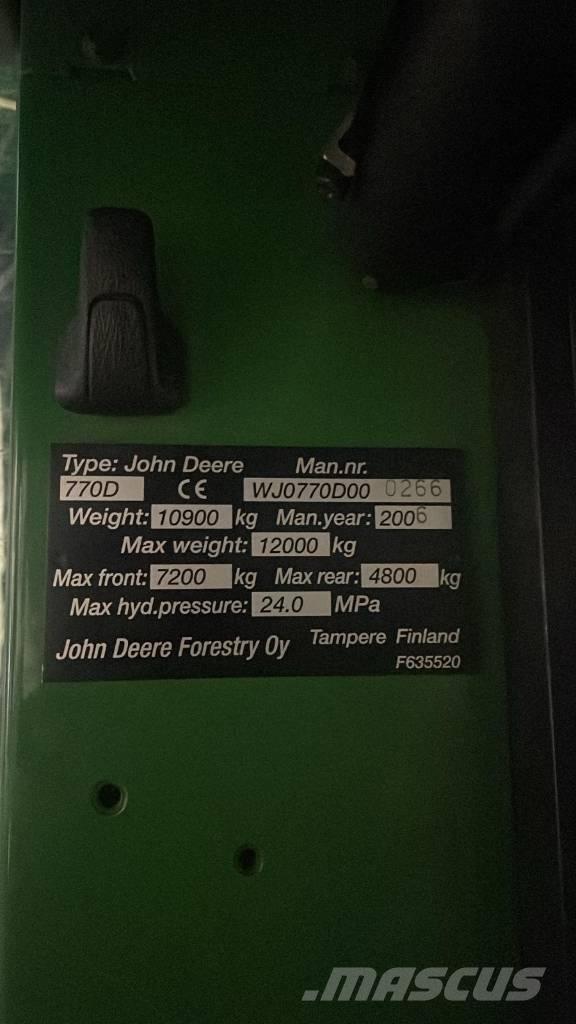 Type: John Deere Man.nr.
770D CE WJ0770D00 0266
Weight: 10900 kg Man.year: 2006
Max weight: 12000 kg
Max front: 7200 kg Max rear: 4800 kg
Max hyd.pressure: 24.0 MPa
John Deere Forestry Oy Tampere Finland
F635520
.MASCUS